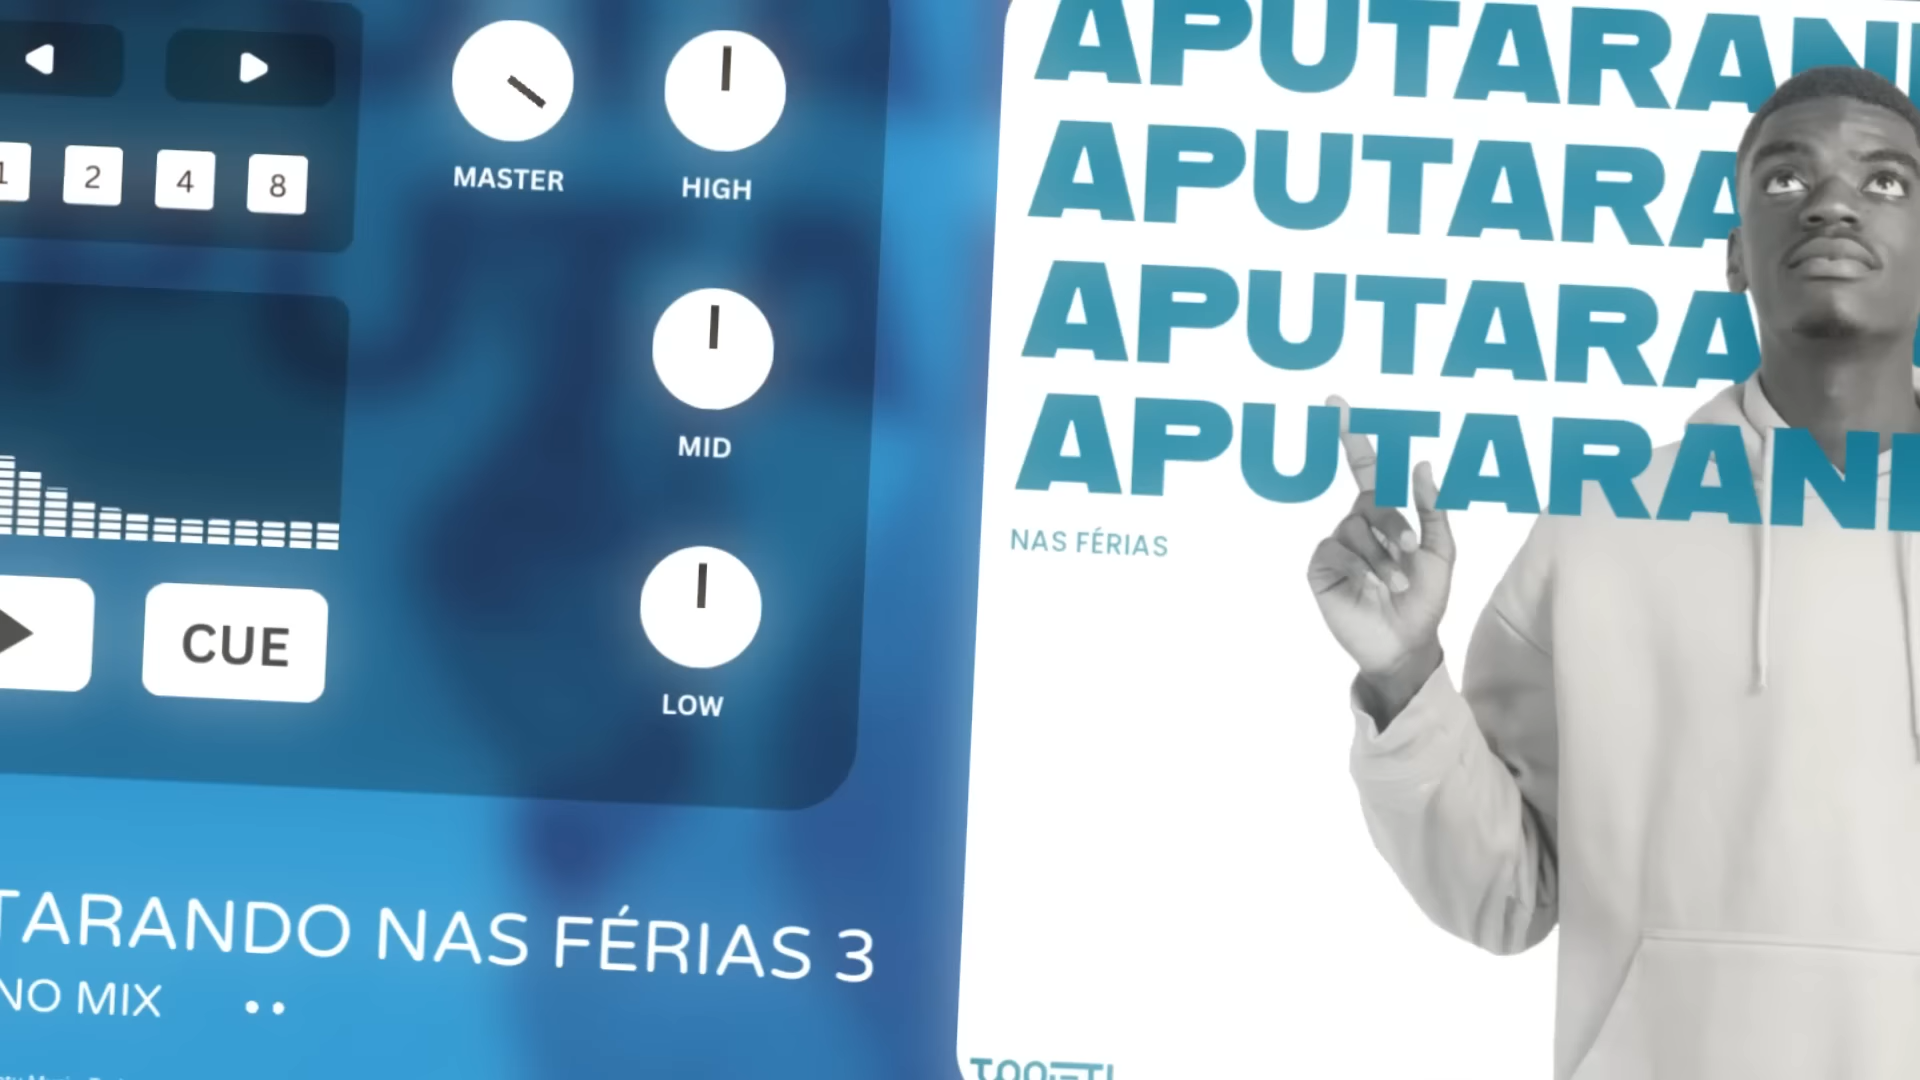 1 2 4 8
MASTER
HIGH
MID
LOW
CUE
TARANDO NAS FÉRIAS 3
NO MIX
APUTARAN
APUTARA
APUTARA
APUTARAN
NAS FÉRIAS